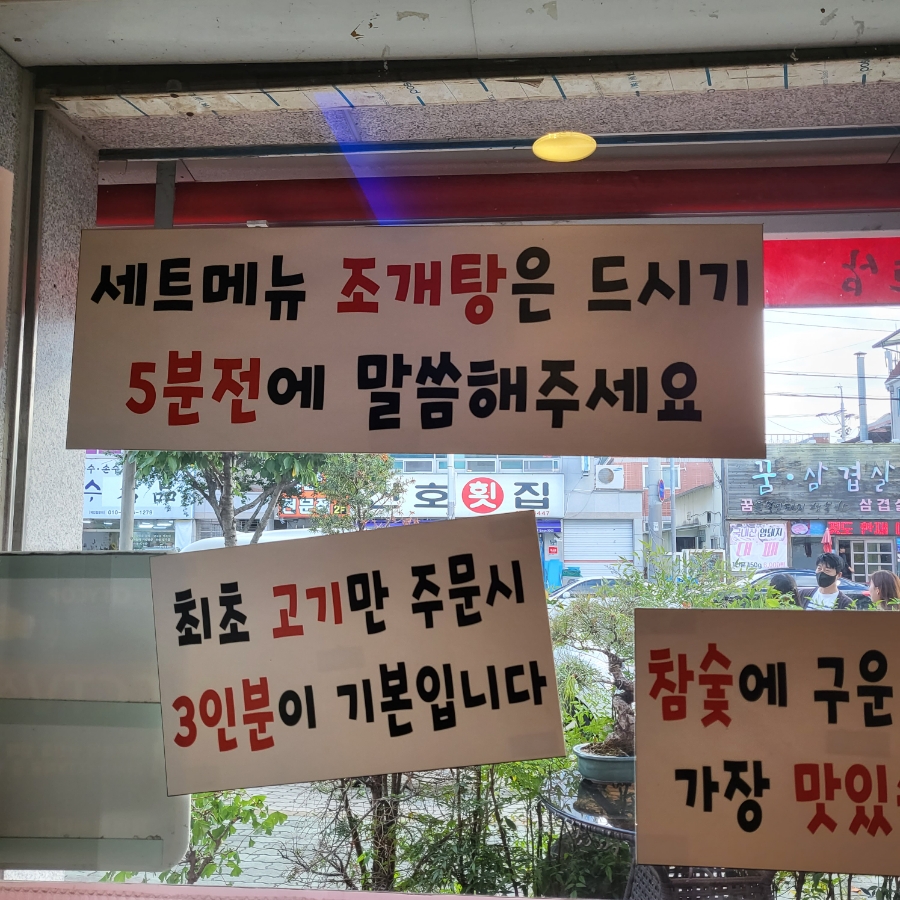 세트메뉴 조개탕은 드시기
5분전에 말씀해주세요
호횟집
꿈·삼겹살
최초 고기만 주문시
3인분이 기본입니다
참숯에 구운
가장 맛있